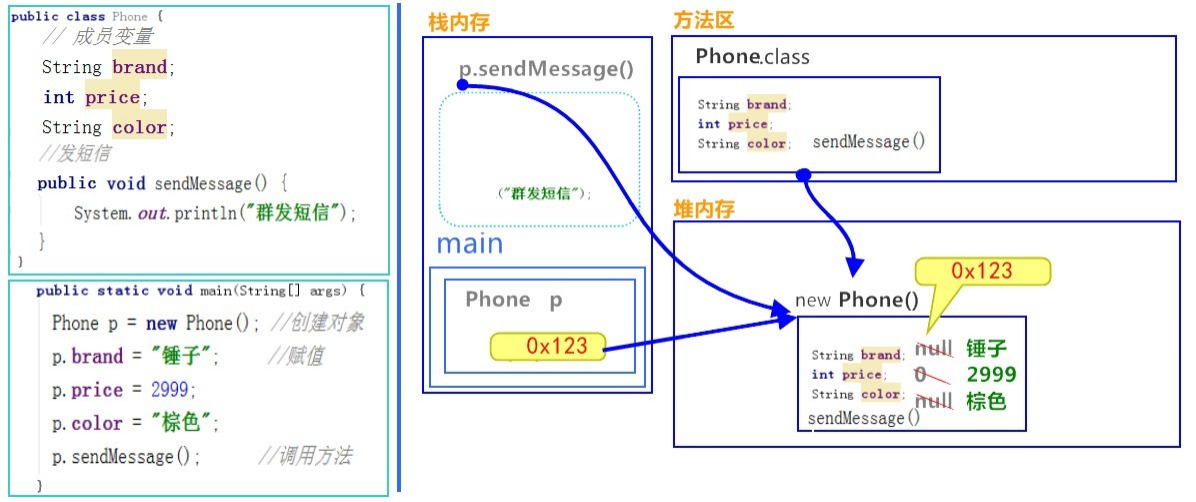 public class Phone {
// 成员变量
String brand;
int price;
String color;
//发短信
public void sendMessage() {
System.out.println("群发短信");
}
}
public static void main(String[] args) {
Phone p = new Phone(); //创建对象
p.brand = "锤子"; //赋值
p.price = 2999;
p.color = "棕色";
p.sendMessage(); //调用方法
}
栈内存
p.sendMessage()
("群发短信");
main
Phone p
0x123
方法区
Phone.class
String brand;
int price;
String color; sendMessage()
堆内存
0x123
new Phone()
String brand; null 锤子
int price; 0 2999
String color; null 棕色
sendMessage()